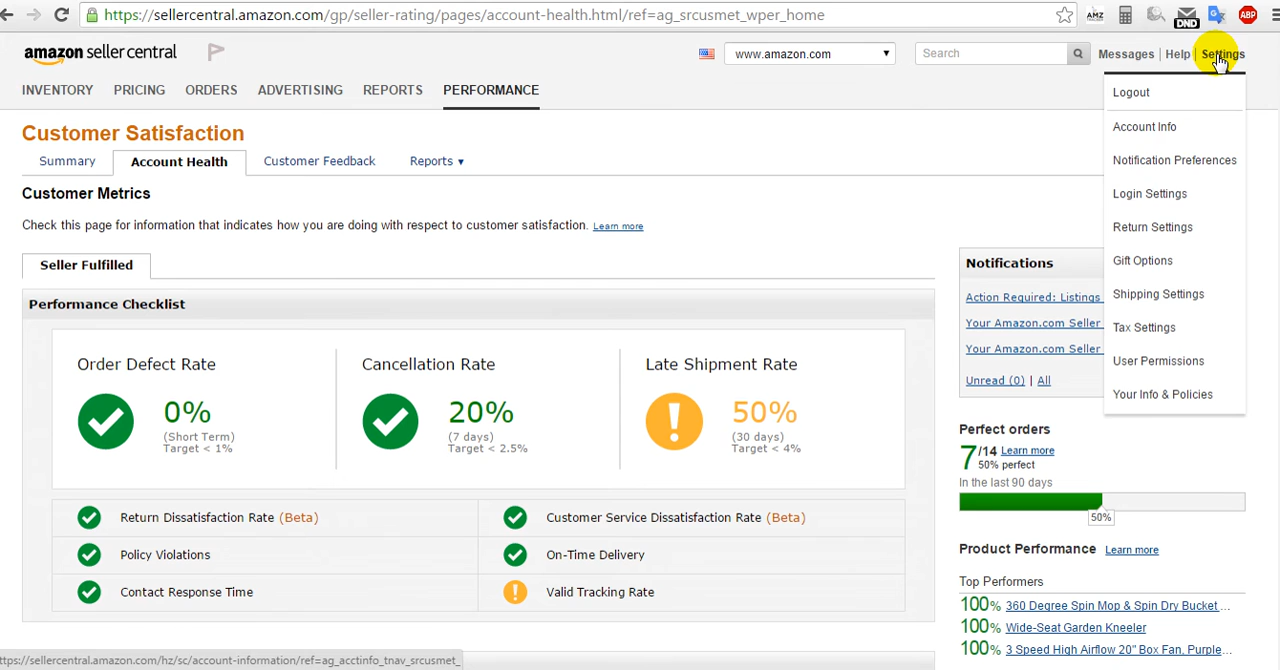 https://sellercentral.amazon.com/gp/seller-rating/pages/account-health.html/ref=ag_srcusmet_wper_home
AMZ
DND
ABP
amazon seller central
www.amazon.com
Search
Messages | Help | Settings
INVENTORY PRICING ORDERS ADVERTISING REPORTS PERFORMANCE
Logout
Account Info
Notification Preferences
Login Settings
Return Settings
Gift Options
Shipping Settings
Tax Settings
User Permissions
Your Info & Policies
Customer Satisfaction
Summary Account Health Customer Feedback Reports ▾
Customer Metrics
Check this page for information that indicates how you are doing with respect to customer satisfaction. Learn more
Seller Fulfilled
Performance Checklist
Order Defect Rate
0%
(Short Term)
Target < 1%
Cancellation Rate
20%
(7 days)
Target < 2.5%
Late Shipment Rate
50%
(30 days)
Target < 4%
Return Dissatisfaction Rate (Beta)
Customer Service Dissatisfaction Rate (Beta)
Policy Violations
On-Time Delivery
Contact Response Time
Valid Tracking Rate
Notifications
Action Required: Listings
Your Amazon.com Seller
Your Amazon.com Seller
Unread (0) | All
Perfect orders
7/14 Learn more
50% perfect
In the last 90 days
50%
Product Performance Learn more
Top Performers
100% 360 Degree Spin Mop & Spin Dry Bucket ...
100% Wide-Seat Garden Kneeler
100% 3 Speed High Airflow 20" Box Fan, Purple...
https://sellercentral.amazon.com/hz/sc/account-information/ref=ag_acctinfo_tnav_srcusmet_